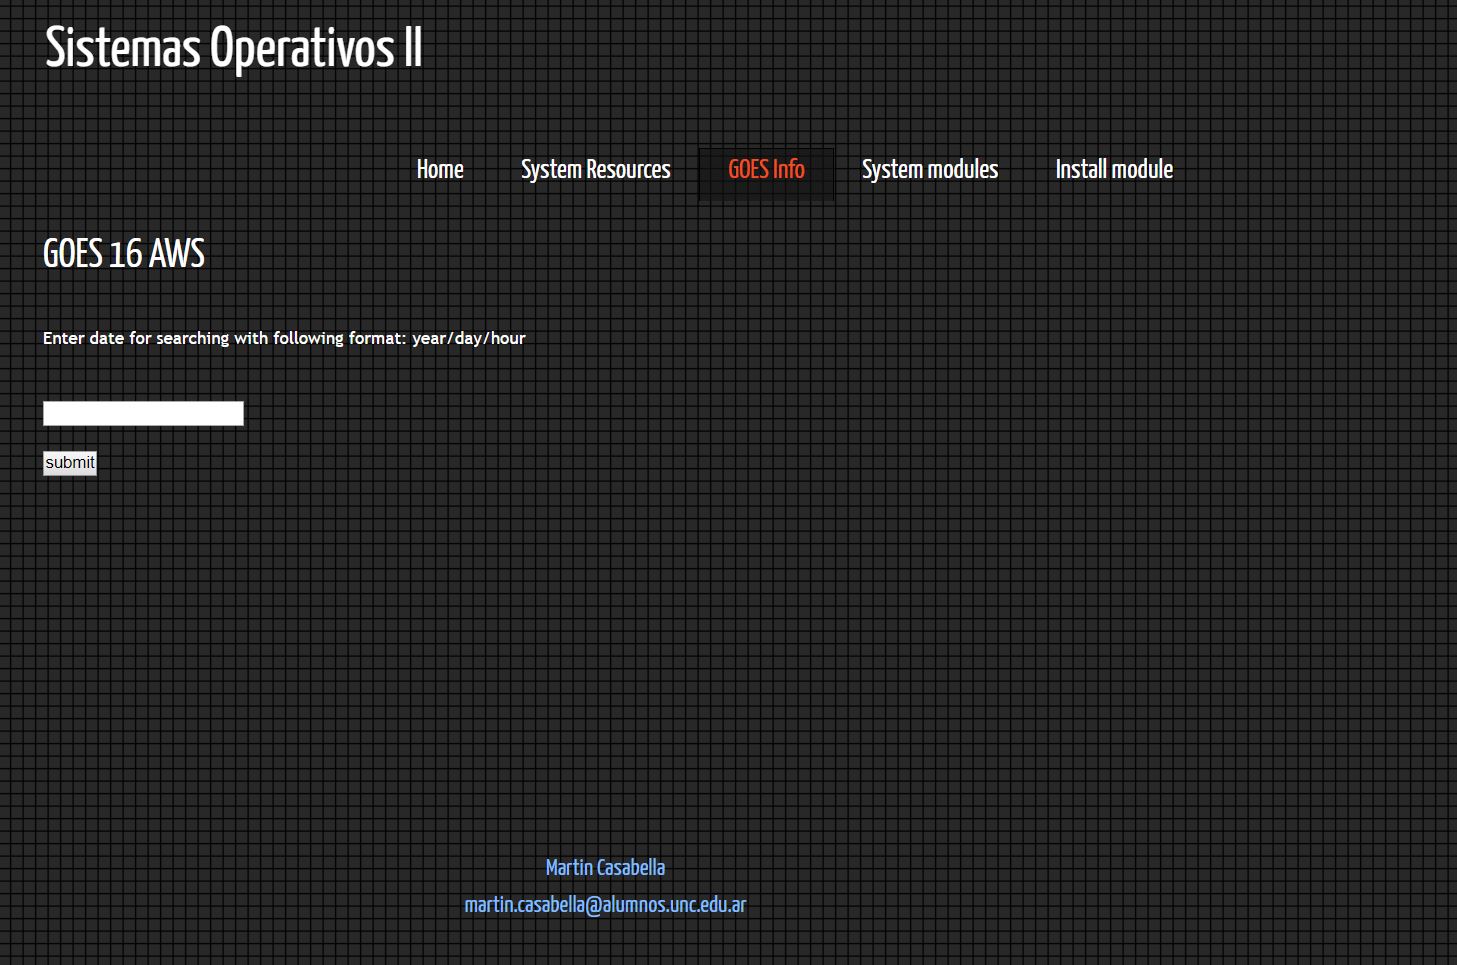 Sistemas Operativos II
Home System Resources GOES Info System modules Install module
GOES 16 AWS
Enter date for searching with following format: year/day/hour
submit
Martin Casabella
martin.casabella@alumnos.unc.edu.ar